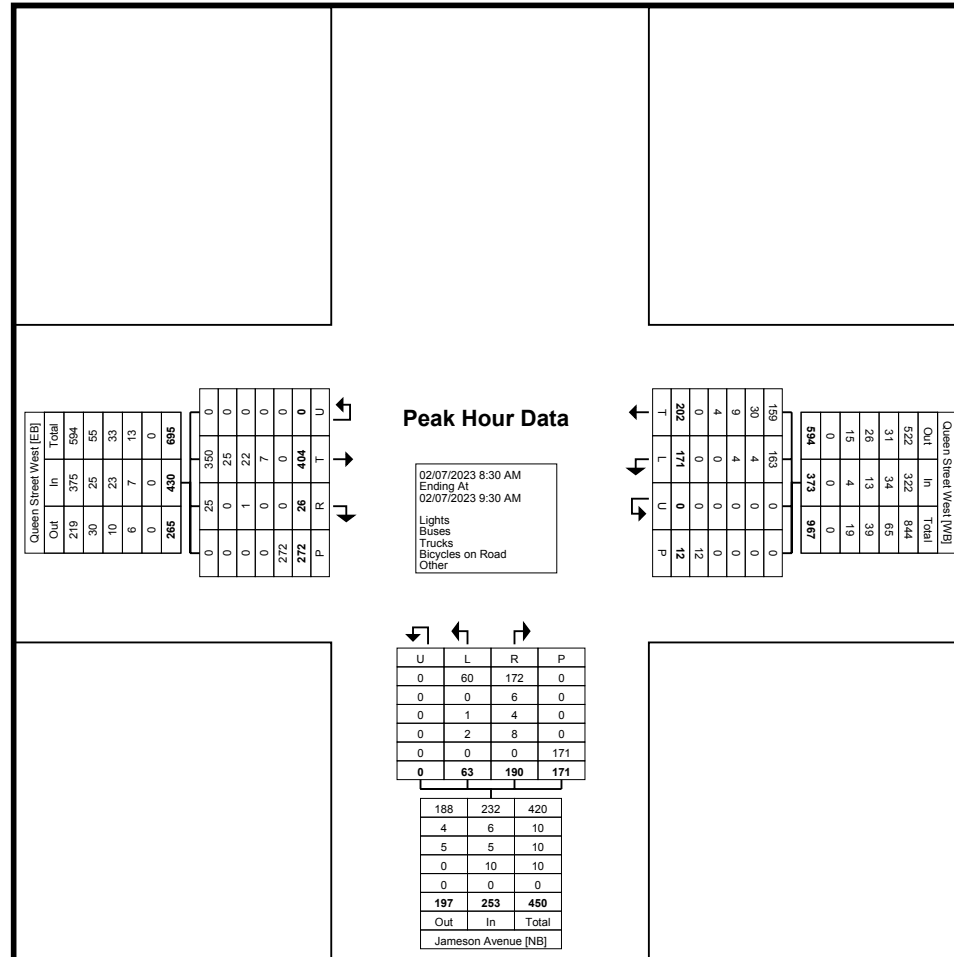 Peak Hour Data
02/07/2023 8:30 AM
Ending At
02/07/2023 9:30 AM
Lights
Buses
Trucks
Bicycles on Road
Other
Queen Street West [EB]
Total 594 55 33 13 0 695
In 375 25 23 7 0 430
Out 219 30 10 6 0 265
0 0 0 0 0 0 U
350 25 22 7 0 404 T
25 0 1 0 0 26 R
0 0 0 0 272 272 P
Queen Street West [WB]
Out 522 31 26 15 0 594
In 322 34 13 4 0 373
Total 844 65 39 19 0 967
159 30 9 4 0 202 T
163 4 4 0 0 171 L
0 0 0 0 0 0 U
0 0 0 0 12 12 P
U L R P
0 60 172 0
0 0 6 0
0 1 4 0
0 2 8 0
0 0 0 171
0 63 190 171
188 232 420
4 6 10
5 5 10
0 10 10
0 0 0
197 253 450
Out In Total
Jameson Avenue [NB]